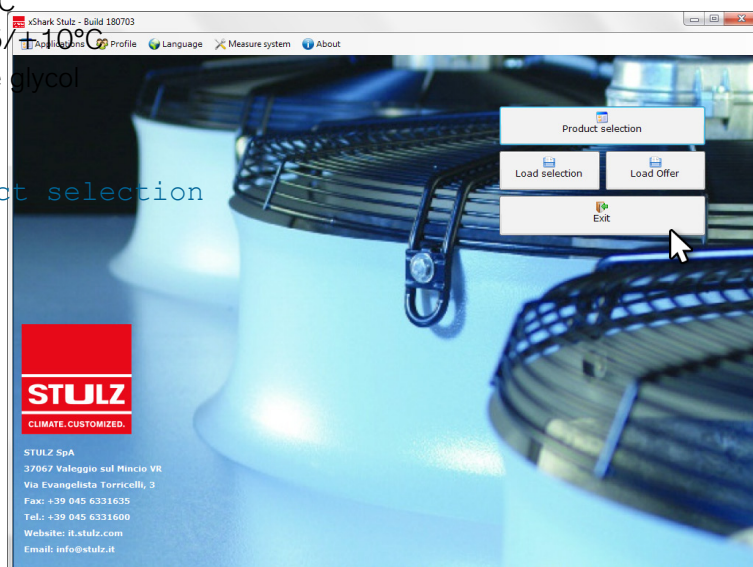 °C
xShark Stulz - Build 180703
/+10°C
Applications Profile Language Measure system About
glycol
Product selection
Load selection Load Offer
selection
Exit
STULZ
CLIMATE. CUSTOMIZED.
STULZ SpA
37067 Valeggio sul Mincio VR
Via Evangelista Torricelli, 3
Fax: +39 045 6331635
Tel.: +39 045 6331600
Website: it.stulz.com
Email: info@stulz.it